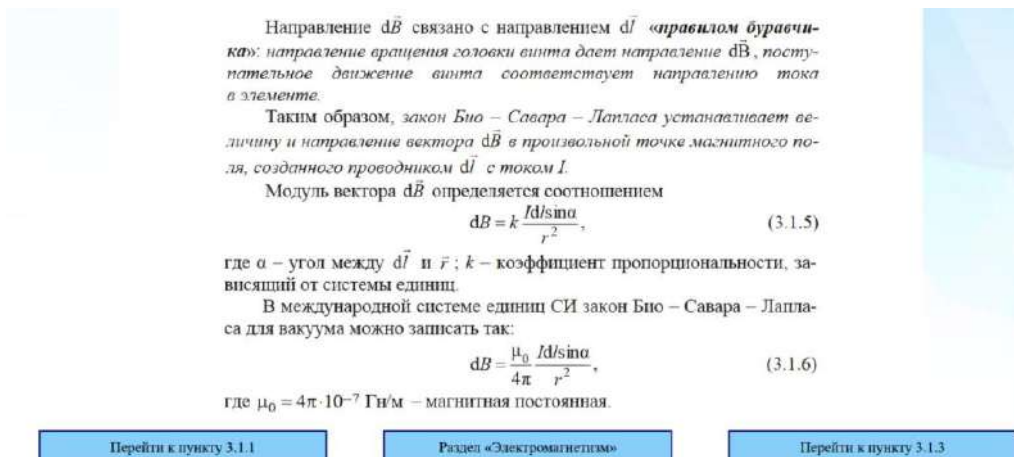 Направление dB⃗ связано с направлением dl⃗ «правилом буравчи-
ка»: направление вращения головки винта дает направление dB⃗, посту-
пательное движение винта соответствует направлению тока
в элементе.
Таким образом, закон Био – Савара – Лапласа устанавливает ве-
личину и направление вектора dB⃗ в произвольной точке магнитного по-
ля, созданного проводником dl⃗ с током I.
Модуль вектора dB⃗ определяется соотношением
dB = k Idlsinα / r², (3.1.5)
где α – угол между dl⃗ и r⃗; k – коэффициент пропорциональности, за-
висящий от системы единиц.
В международной системе единиц СИ закон Био – Савара – Лапла-
са для вакуума можно записать так:
dB = μ₀/4π Idlsinα / r², (3.1.6)
где μ₀ = 4π·10⁻⁷ Гн/м – магнитная постоянная.
Перейти к пункту 3.1.1 Раздел «Электромагнетизм» Перейти к пункту 3.1.3